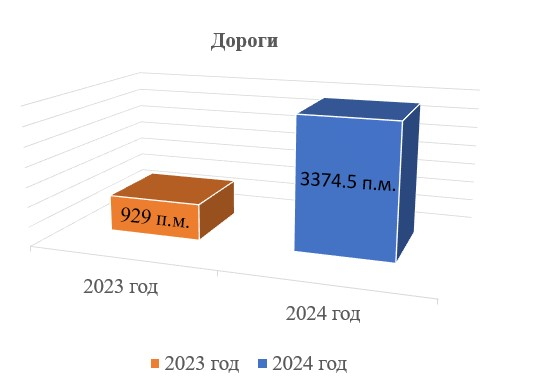 Дороги
929 п.м.
3374.5 п.м.
2023 год
2024 год
2023 год 2024 год